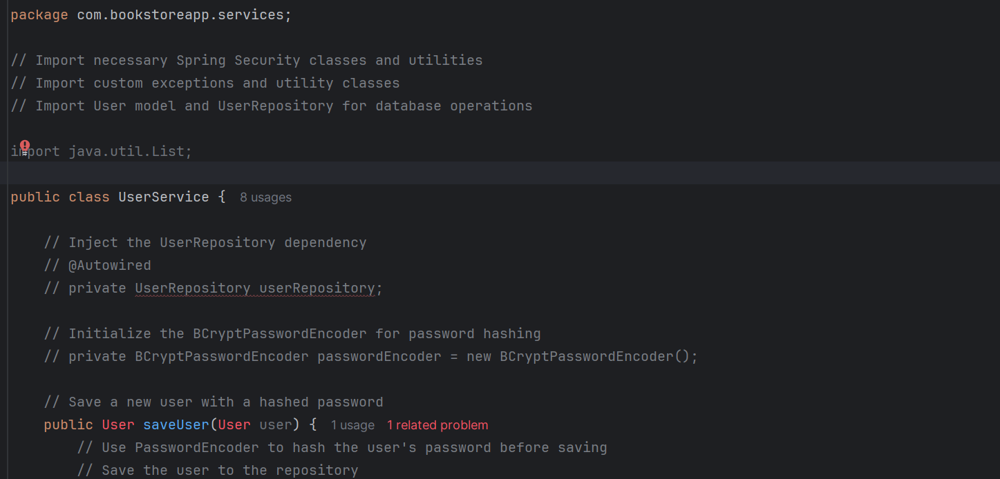 package com.bookstoreapp.services;
// Import necessary Spring Security classes and utilities
// Import custom exceptions and utility classes
// Import User model and UserRepository for database operations
import java.util.List;
public class UserService { 8 usages
// Inject the UserRepository dependency
// @Autowired
// private UserRepository userRepository;
// Initialize the BCryptPasswordEncoder for password hashing
// private BCryptPasswordEncoder passwordEncoder = new BCryptPasswordEncoder();
// Save a new user with a hashed password
public User saveUser(User user) { 1 usage 1 related problem
// Use PasswordEncoder to hash the user's password before saving
// Save the user to the repository